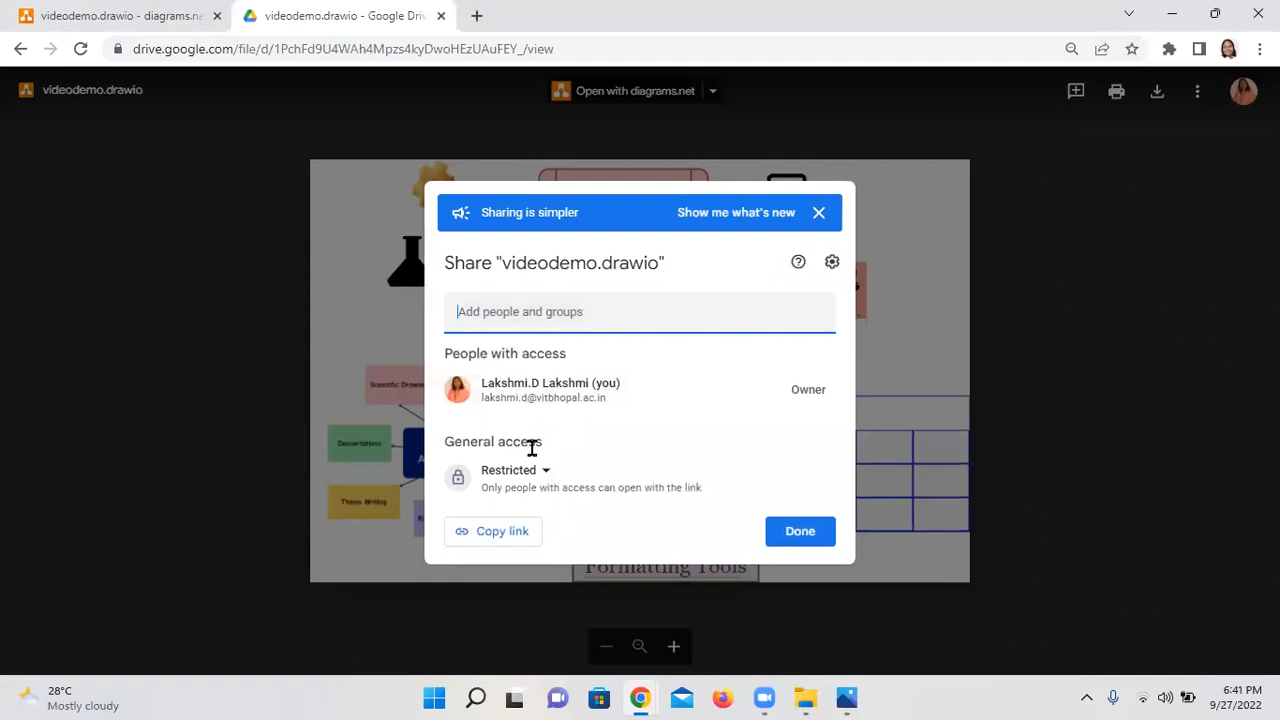 videodemo.drawio - diagrams.ne
videodemo.drawio - Google Driv
drive.google.com/file/d/1PchFd9U4WAh4Mpzs4kyDwoHEzUAuFEY_/view
videodemo.drawio
Open with diagrams.net
Sharing is simpler
Show me what's new
Share "videodemo.drawio"
Add people and groups
People with access
Lakshmi.D Lakshmi (you)
lakshmi.d@vitbhopal.ac.in
Owner
General access
Restricted
Only people with access can open with the link
Copy link
Done
Scientific
Dessertations
Thesis Writing
Formatting Tools
28°C
Mostly cloudy
6:41 PM
9/27/2022